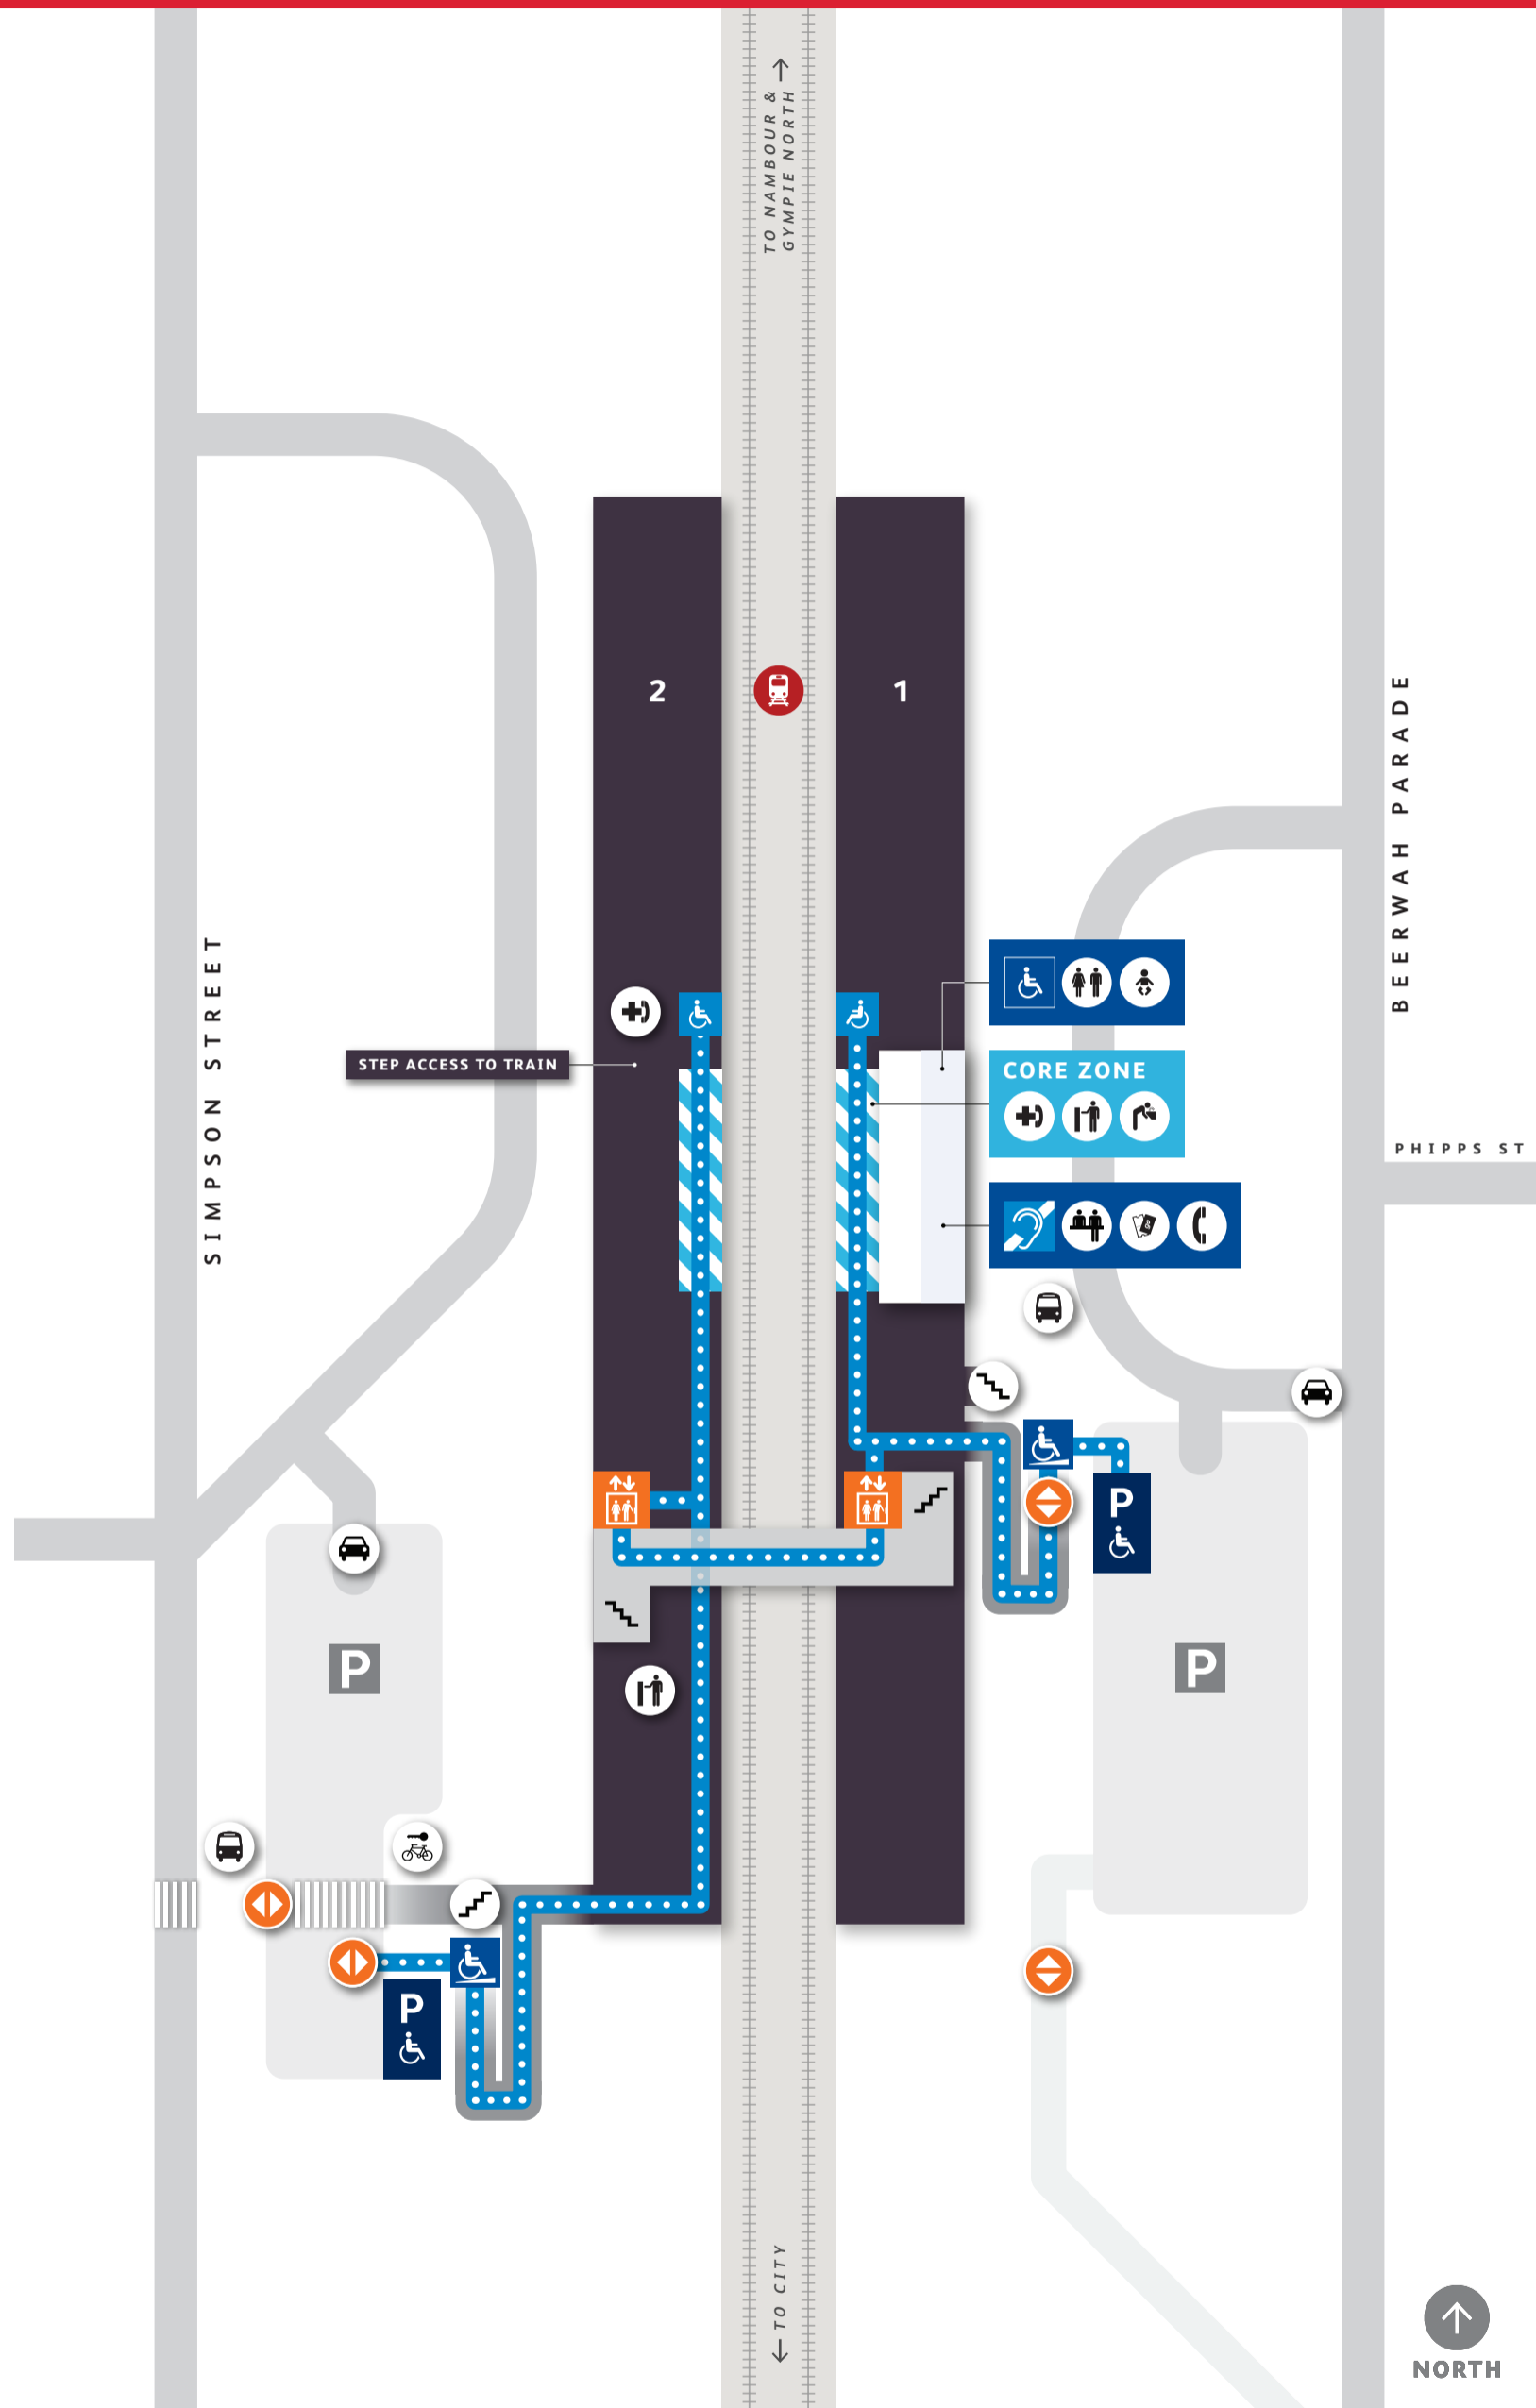 TO NAMBOUR &
GYMPIE NORTH
2
1
BEERWAH PARADE
SIMPSON STREET
STEP ACCESS TO TRAIN
CORE ZONE
PHIPPS ST
P
P
P
P
TO CITY
NORTH